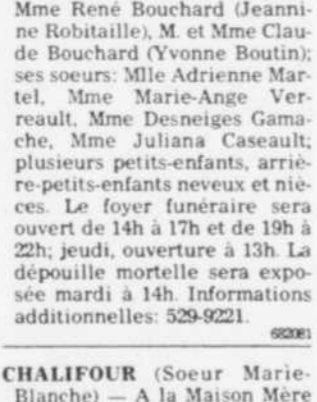 Mme René Bouchard (Jeanni-
ne Robitaille), M. et Mme Clau-
de Bouchard (Yvonne Boutin);
ses soeurs: Mlle Adrienne Mar-
tel, Mme Marie-Ange Ver-
reault, Mme Desneiges Gama-
che, Mme Juliana Caseault;
plusieurs petits-enfants, arriè-
re-petits-enfants neveux et niè-
ces. Le foyer funéraire sera
ouvert de 14h à 17h et de 19h à
22h; jeudi, ouverture à 13h. La
dépouille mortelle sera expo-
sée mardi à 14h. Informations
additionnelles: 529-9221.
682081
CHALIFOUR (Soeur Marie-
Blanche) — A la Maison Mère